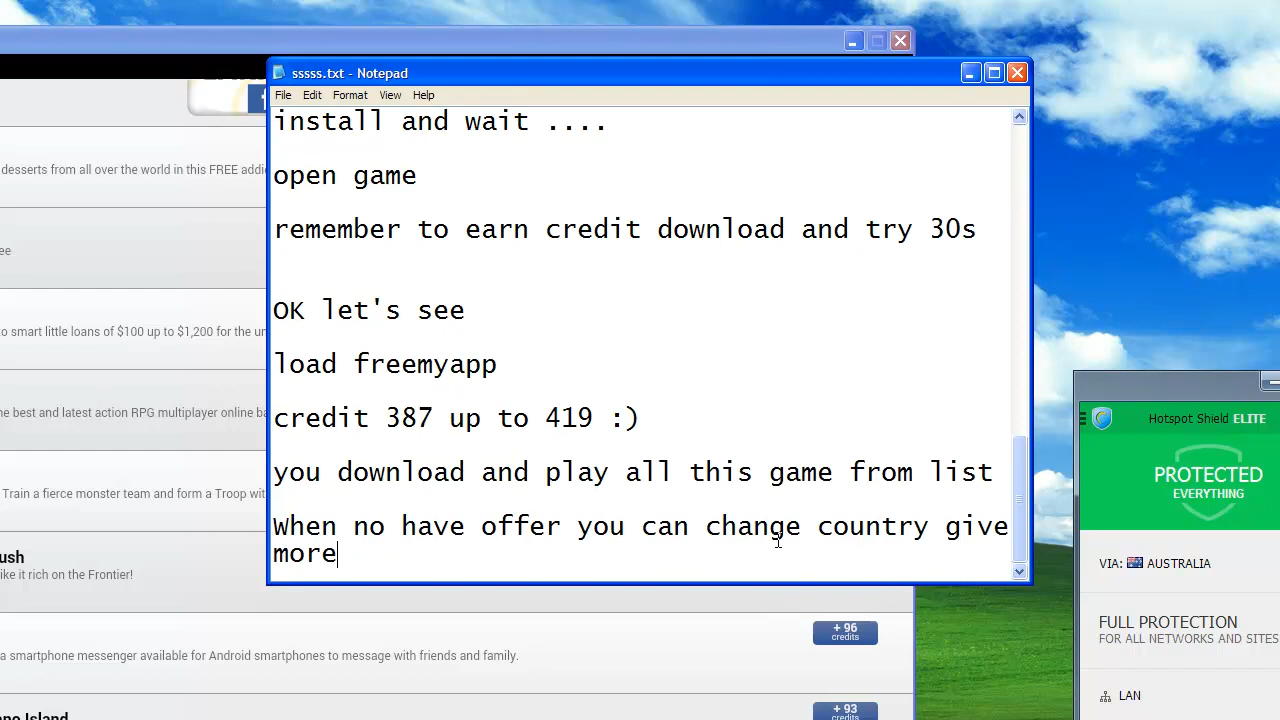 sssss.txt - Notepad
File Edit Format View Help
install and wait ....
open game
remember to earn credit download and try 30s
OK let's see
load freemyapp
credit 387 up to 419 :)
you download and play all this game from list
When no have offer you can change country give
more
desserts from all over the world in this FREE addi
ee
to smart little loans of $100 up to $1,200 for the un
he best and latest action RPG multiplayer online ba
Train a fierce monster team and form a Troop wit
ush
ike it rich on the Frontier!
+ 96
credits
a smartphone messenger available for Android smartphones to message with friends and family.
+ 93
credits
Island
Hotspot Shield ELITE
PROTECTED
EVERYTHING
VIA: AUSTRALIA
FULL PROTECTION
FOR ALL NETWORKS AND SITES
LAN